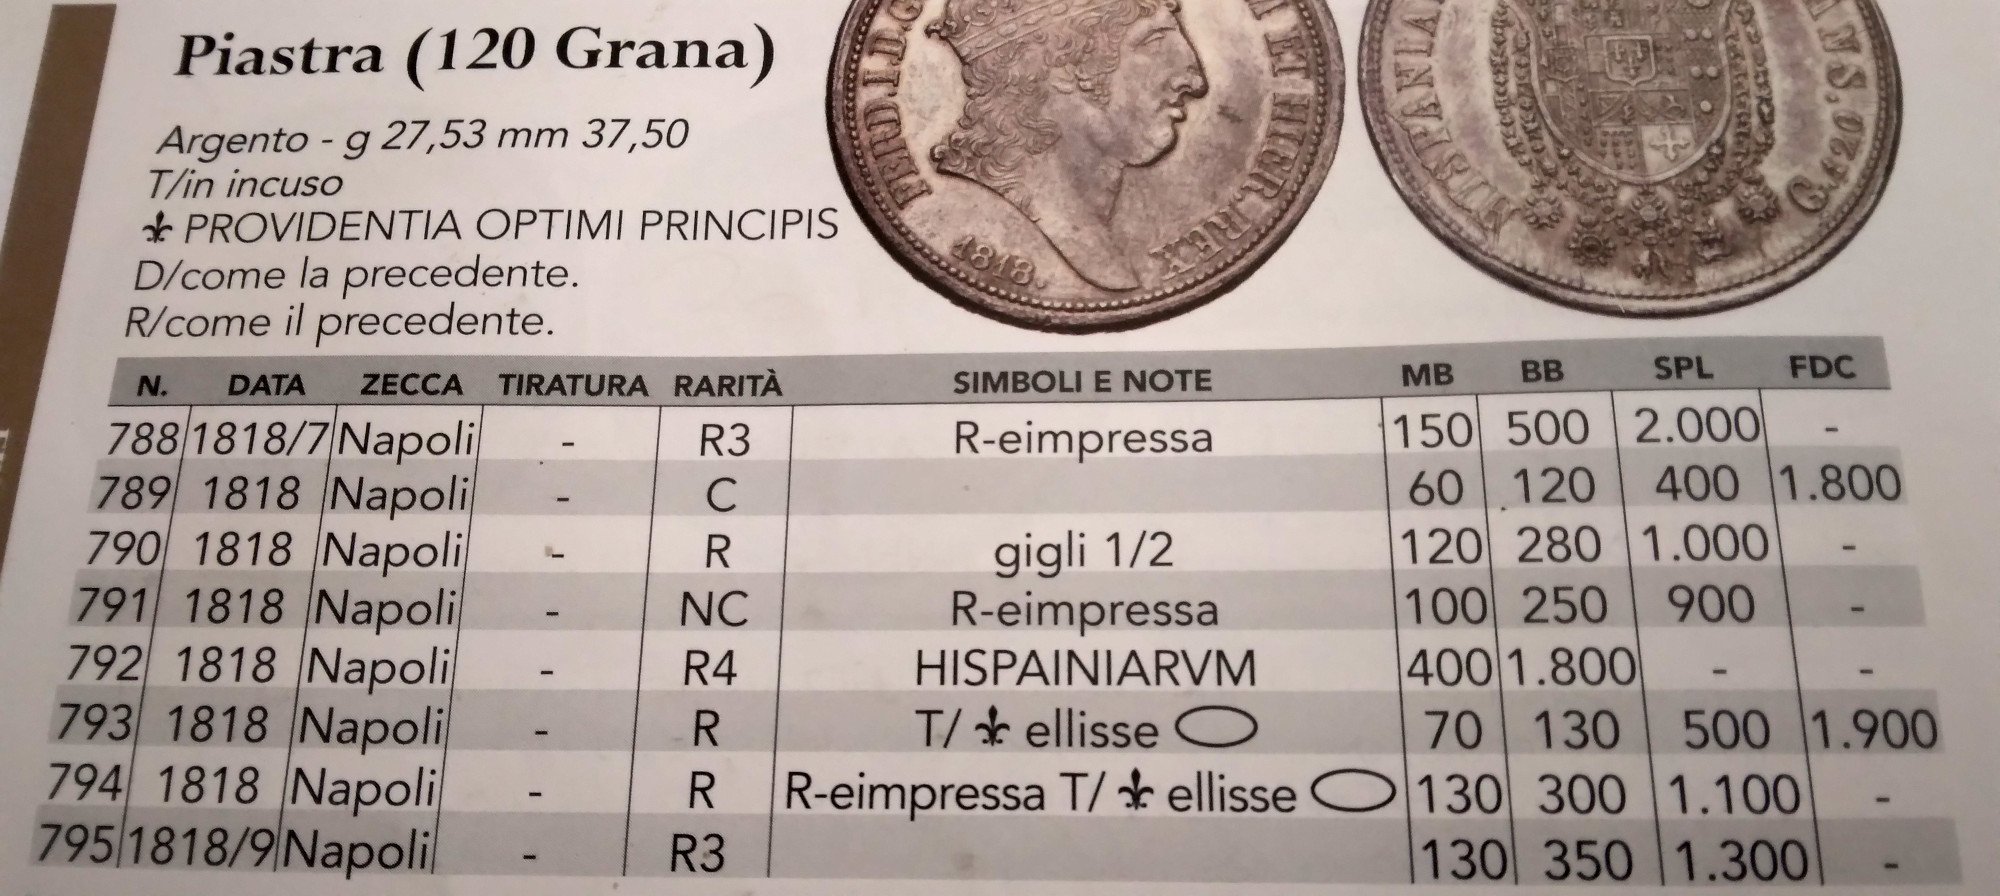 Piastra (120 Grana)
Argento - g 27,53 mm 37,50
T/in incuso
⚜ PROVIDENTIA OPTIMI PRINCIPIS
D/come la precedente.
R/come il precedente.
FERD.I.D.G. M ET HIER.REX
1818.
HISPANIA NS. G.120
N. DATA ZECCA TIRATURA RARITÀ SIMBOLI E NOTE MB BB SPL FDC
788 1818/7 Napoli - R3 R-eimpressa 150 500 2.000 -
789 1818 Napoli - C 60 120 400 1.800
790 1818 Napoli - R gigli 1/2 120 280 1.000 -
791 1818 Napoli - NC R-eimpressa 100 250 900 -
792 1818 Napoli - R4 HISPAINIARVM 400 1.800 - -
793 1818 Napoli - R T/ ⚜ ellisse 70 130 500 1.900
794 1818 Napoli - R R-eimpressa T/ ⚜ ellisse 130 300 1.100 -
795 1818/9 Napoli - R3 130 350 1.300 -